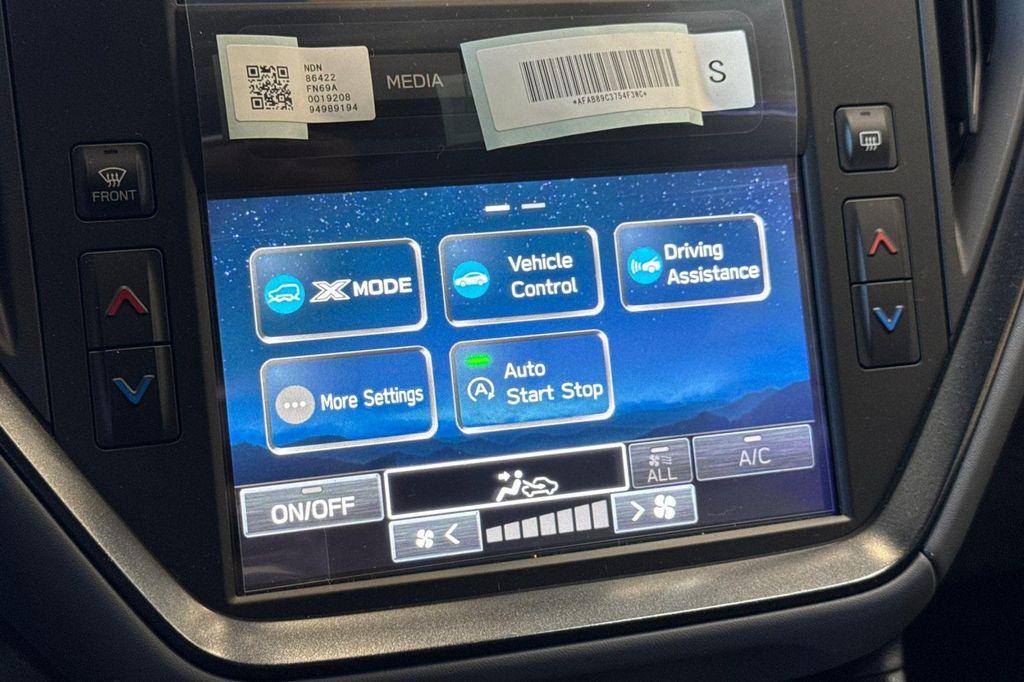 NDN
86422
FN69A
0019208
94989194
MEDIA
*AFAB89C3754F3WC*
S
FRONT
X MODE
Vehicle
Control
Driving
Assistance
More Settings
A
Auto
Start Stop
ON/OFF
ALL
A/C